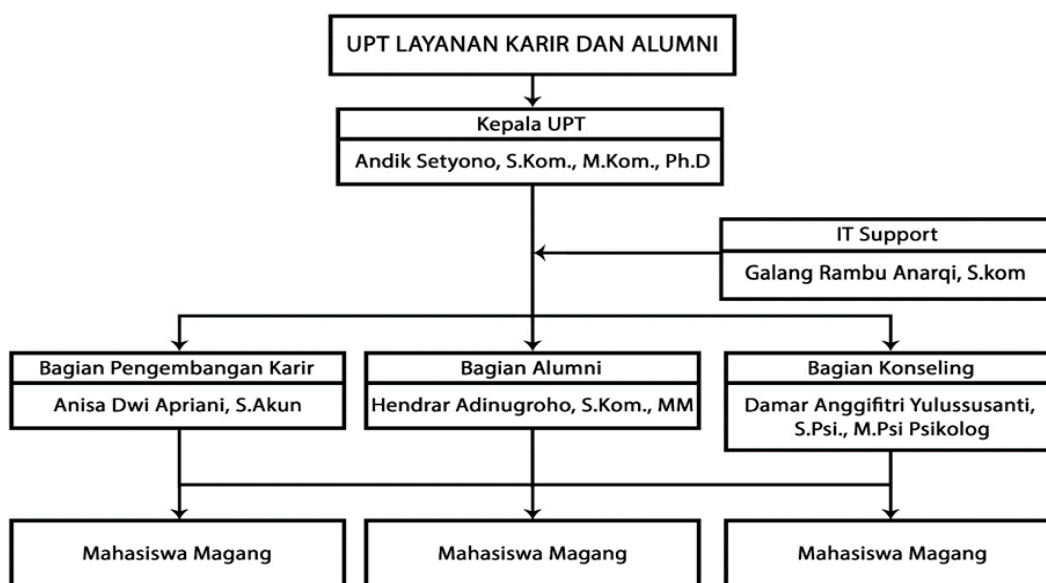 UPT LAYANAN KARIR DAN ALUMNI
Kepala UPT
Andik Setyono, S.Kom., M.Kom., Ph.D
IT Support
Galang Rambu Anarqi, S.kom
Bagian Pengembangan Karir
Anisa Dwi Apriani, S.Akun
Bagian Alumni
Hendrar Adinugroho, S.Kom., MM
Bagian Konseling
Damar Anggifitri Yulussusanti,
S.Psi., M.Psi Psikolog
Mahasiswa Magang
Mahasiswa Magang
Mahasiswa Magang